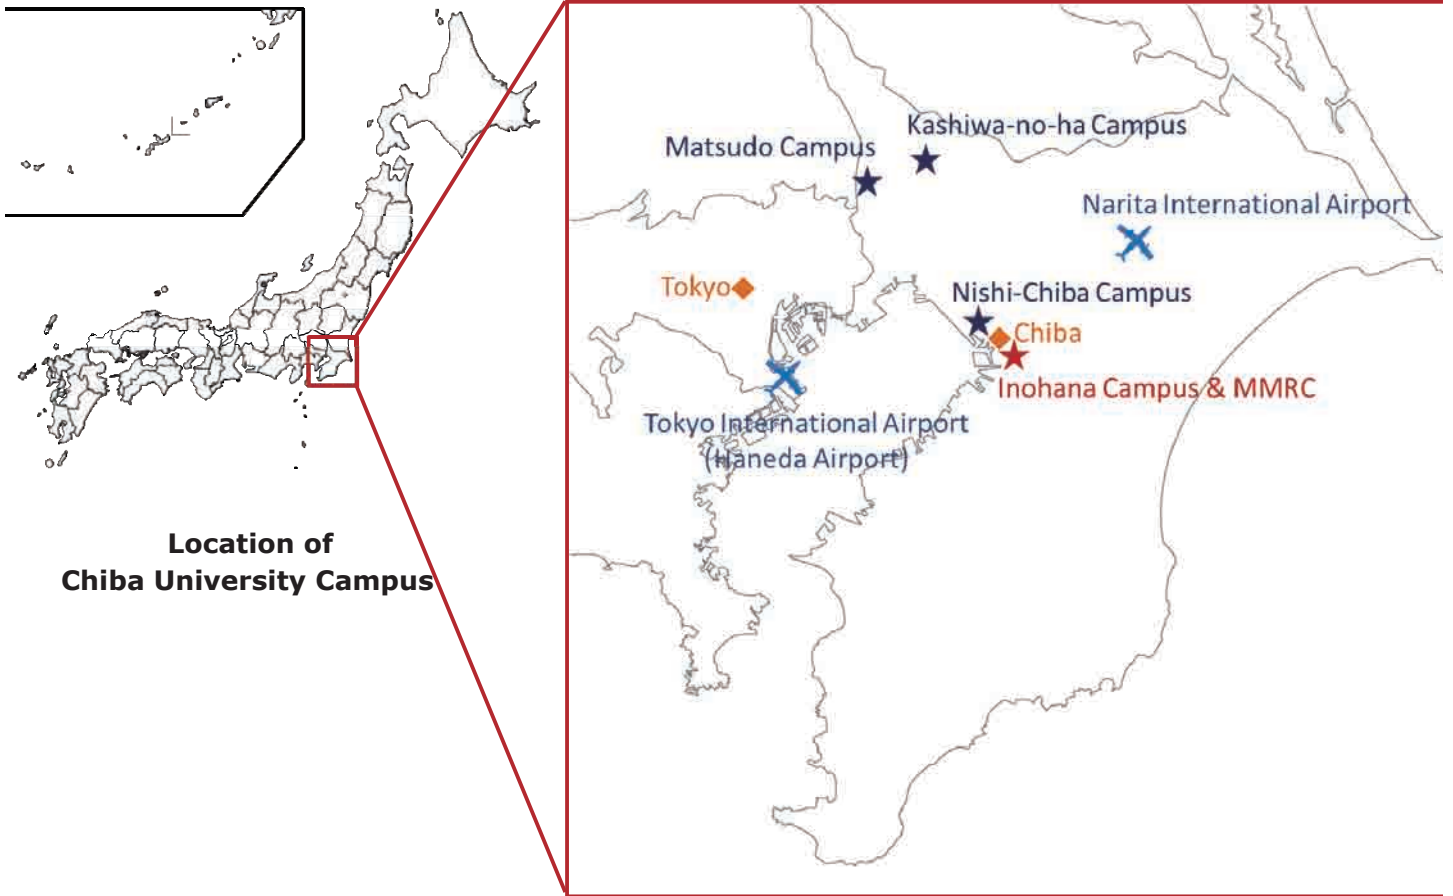 Location of
Chiba University Campus
Kashiwa-no-ha Campus
Matsudo Campus
Narita International Airport
Tokyo
Nishi-Chiba Campus
Chiba
Inohana Campus & MMRC
Tokyo International Airport
(Haneda Airport)